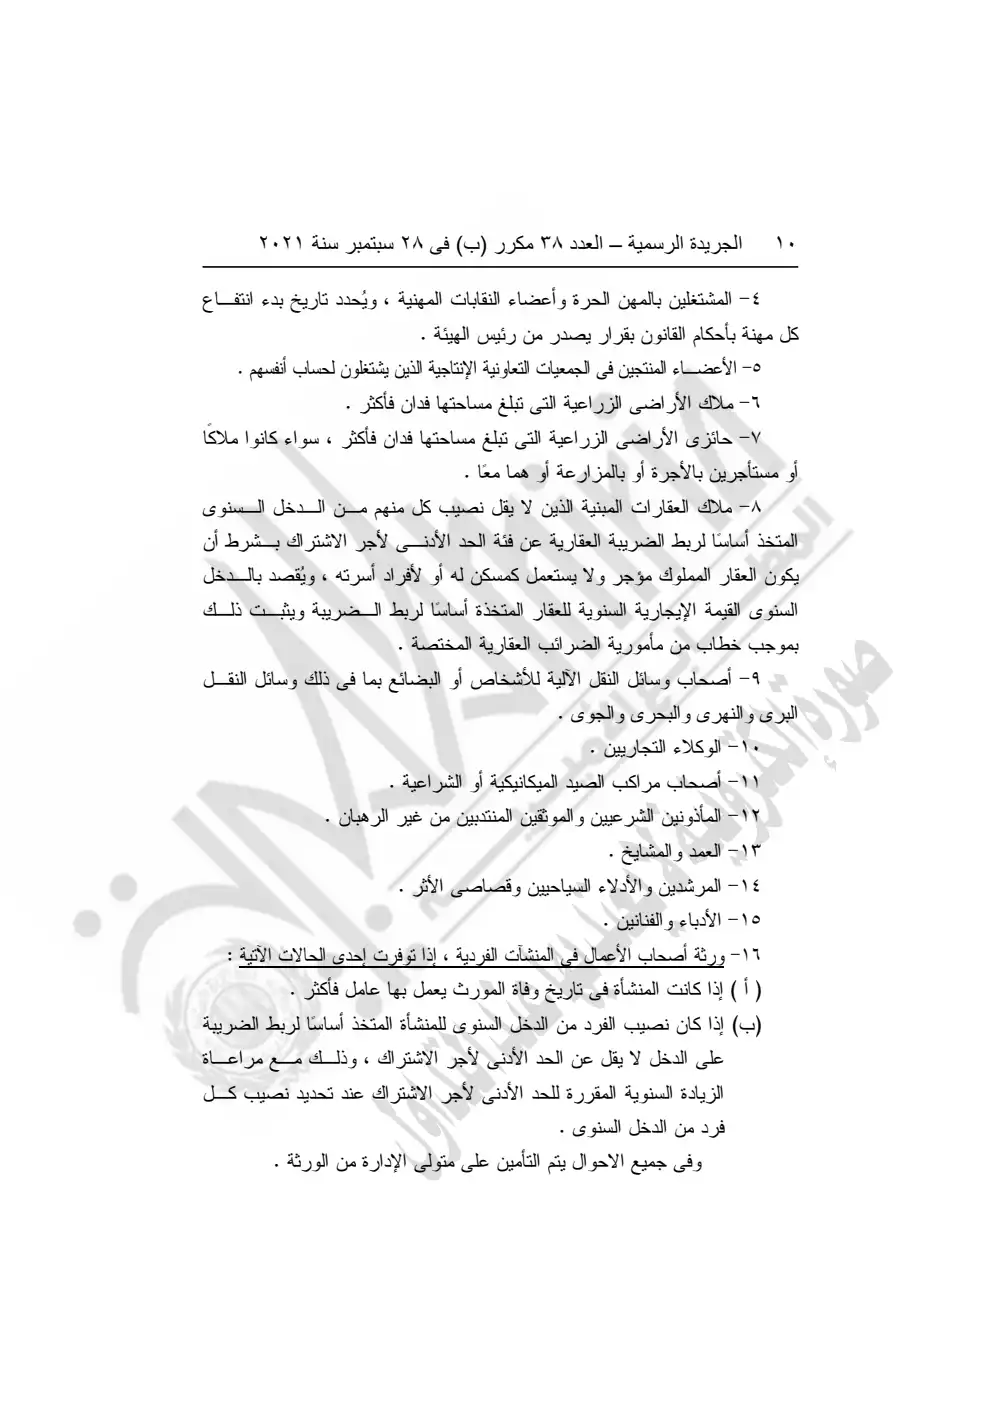 ١٠ الجريدة الرسمية – العدد ٣٨ مكرر (ب) فى ٢٨ سبتمبر سنة ٢٠٢١
٤- المشتغلين بالمهن الحرة وأعضاء النقابات المهنية ، ويُحدد تاريخ بدء انتفاع
كل مهنة بأحكام القانون بقرار يصدر من رئيس الهيئة .
٥- الأعضاء المنتجين فى الجمعيات التعاونية الإنتاجية الذين يشتغلون لحساب أنفسهم .
٦- ملاك الأراضى الزراعية التى تبلغ مساحتها فدان فأكثر .
٧- حائزى الأراضى الزراعية التى تبلغ مساحتها فدان فأكثر ، سواء كانوا ملاكًا
أو مستأجرين بالأجرة أو بالمزارعة أو هما معًا .
٨- ملاك العقارات المبنية الذين لا يقل نصيب كل منهم من الدخل السنوى
المتخذ أساسًا لربط الضريبة العقارية عن فئة الحد الأدنى لأجر الاشتراك بشرط أن
يكون العقار المملوك مؤجر ولا يستعمل كمسكن له أو لأفراد أسرته ، ويُقصد بالدخل
السنوى القيمة الإيجارية السنوية للعقار المتخذة أساسًا لربط الضريبة ويثبت ذلك
بموجب خطاب من مأمورية الضرائب العقارية المختصة .
٩- أصحاب وسائل النقل الآلية للأشخاص أو البضائع بما فى ذلك وسائل النقل
البرى والنهرى والبحرى والجوى .
١٠- الوكلاء التجاريين .
١١- أصحاب مراكب الصيد الميكانيكية أو الشراعية .
١٢- المأذونين الشرعيين والموثقين المنتدبين من غير الرهبان .
١٣- العمد والمشايخ .
١٤- المرشدين والأدلاء السياحيين وقصاصى الأثر .
١٥- الأدباء والفنانين .
١٦- ورثة أصحاب الأعمال فى المنشآت الفردية ، إذا توفرت إحدى الحالات الآتية :
( أ ) إذا كانت المنشأة فى تاريخ وفاة المورث يعمل بها عامل فأكثر .
(ب) إذا كان نصيب الفرد من الدخل السنوى للمنشأة المتخذ أساسًا لربط الضريبة
على الدخل لا يقل عن الحد الأدنى لأجر الاشتراك ، وذلك مع مراعاة
الزيادة السنوية المقررة للحد الأدنى لأجر الاشتراك عند تحديد نصيب كل
فرد من الدخل السنوى .
وفى جميع الاحوال يتم التأمين على متولى الإدارة من الورثة .